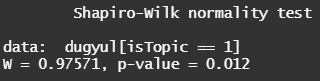 Shapiro-Wilk normality test
data:  dugyul[isTopic == 1]
W = 0.97571, p-value = 0.012